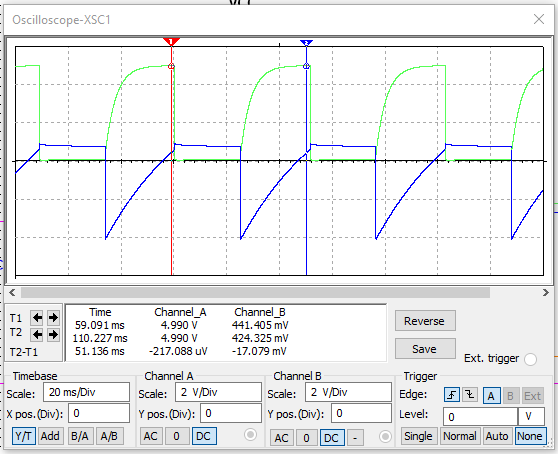 Oscilloscope-XSC1
1
2
T1
T2
T2-T1
Time Channel_A Channel_B
59.091 ms 4.990 V 441.405 mV
110.227 ms 4.990 V 424.325 mV
51.136 ms -217.088 uV -17.079 mV
Reverse
Save
Ext. trigger
Timebase
Scale: 20 ms/Div
X pos.(Div): 0
Y/T Add B/A A/B
Channel A
Scale: 2 V/Div
Y pos.(Div): 0
AC 0 DC
Channel B
Scale: 2 V/Div
Y pos.(Div): 0
AC 0 DC -
Trigger
Edge: A B Ext
Level: 0 V
Single Normal Auto None